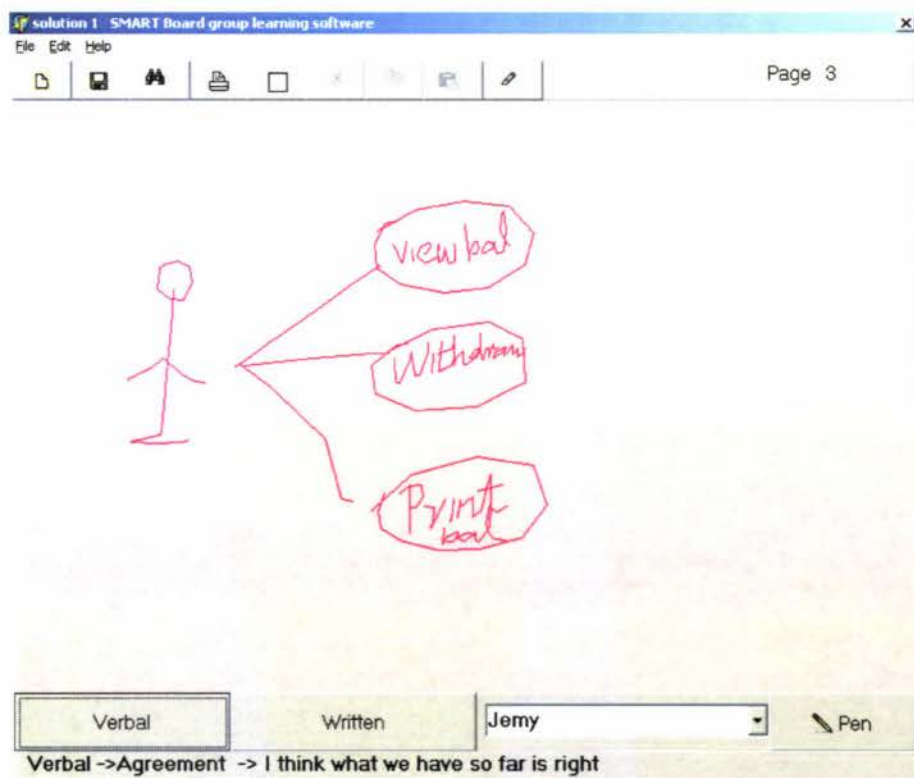 solution 1 SMART Board group learning software
File Edit Help
Page 3
view bal
Withdraw
Print
bal
Verbal Written Jemy Pen
Verbal ->Agreement -> I think what we have so far is right